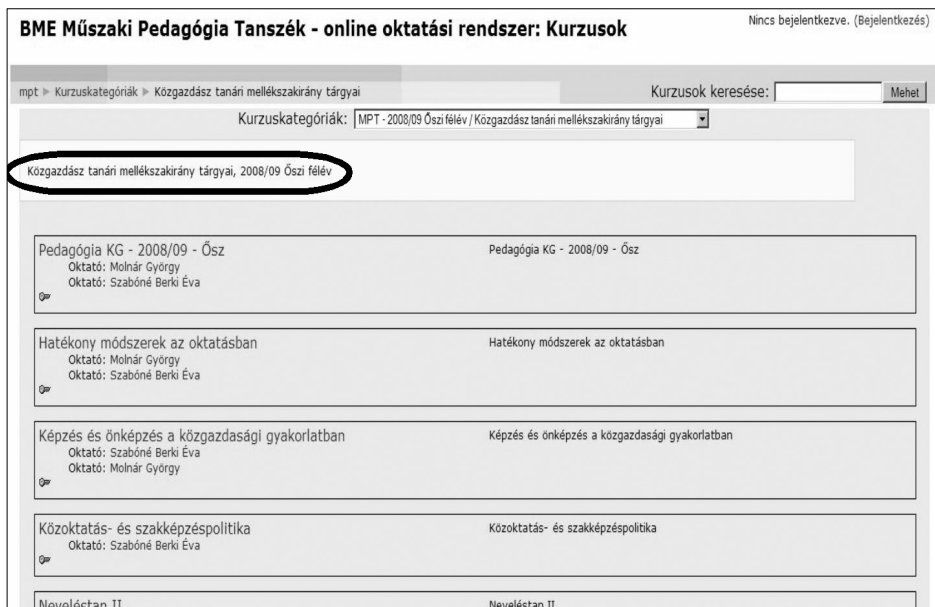 BME Műszaki Pedagógia Tanszék - online oktatási rendszer: Kurzusok
Nincs bejelentkezve. (Bejelentkezés)
mpt ► Kurzuskategóriák ► Közgazdász tanári mellékszakirány tárgyai
Kurzusok keresése: Mehet
Kurzuskategóriák: MPT - 2008/09 Őszi félév / Közgazdász tanári mellékszakirány tárgyai
Közgazdász tanári mellékszakirány tárgyai, 2008/09 Őszi félév
Pedagógia KG - 2008/09 - Ősz
Oktató: Molnár György
Oktató: Szabóné Berki Éva
Pedagógia KG - 2008/09 - Ősz
Hatékony módszerek az oktatásban
Oktató: Molnár György
Oktató: Szabóné Berki Éva
Hatékony módszerek az oktatásban
Képzés és önképzés a közgazdasági gyakorlatban
Oktató: Szabóné Berki Éva
Oktató: Molnár György
Képzés és önképzés a közgazdasági gyakorlatban
Közoktatás- és szakképzéspolitika
Oktató: Szabóné Berki Éva
Közoktatás- és szakképzéspolitika
Neveléstan II
Neveléstan II